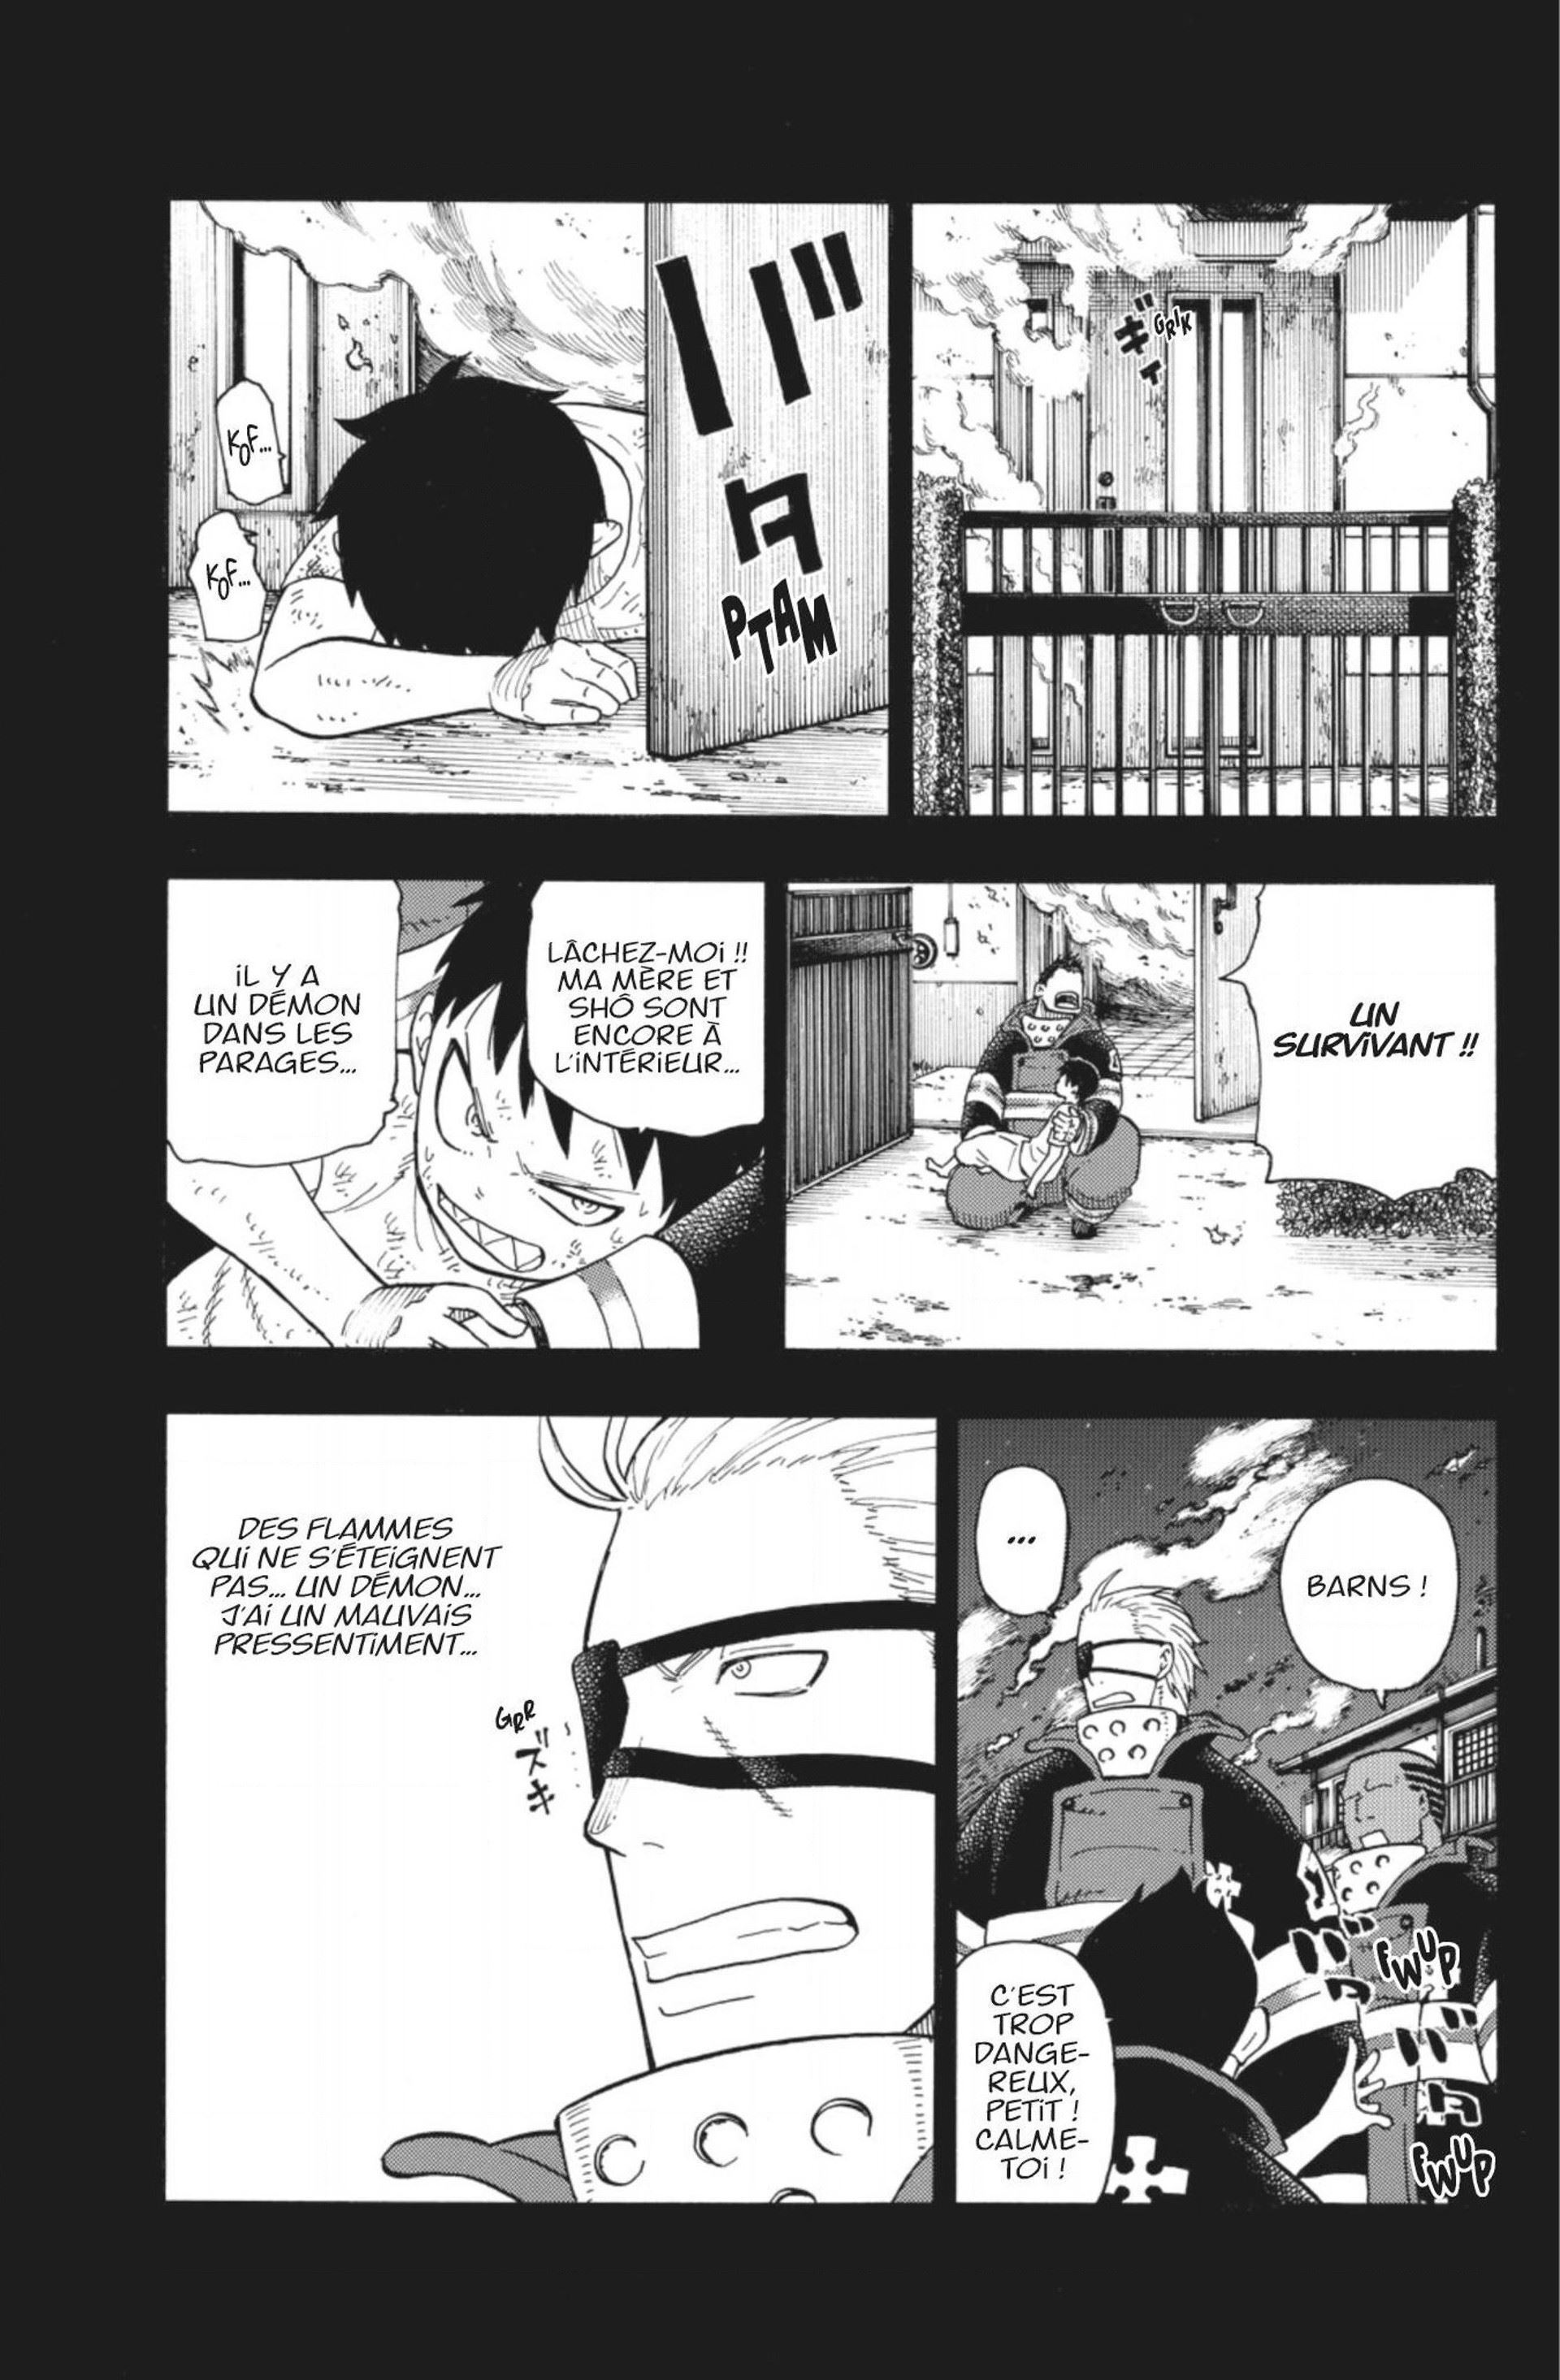 ギィ
GRIK
バタ
PTAM
KOF...
KOF...
UN
SURVIVANT !!
LÂCHEZ-MOI !!
MA MÈRE ET
SHÔ SONT
ENCORE À
L'INTÉRIEUR...
IL Y A
UN DÉMON
DANS LES
PARAGES...
BARNS !
...
C'EST
TROP
DANGE-
REUX,
PETIT !
CALME-
TOI !
FWUP
FWUP
DES FLAMMES
QUI NE S'ÉTEIGNENT
PAS... UN DÉMON...
J'AI UN MAUVAIS
PRESSENTIMENT...
GRR
ズキ